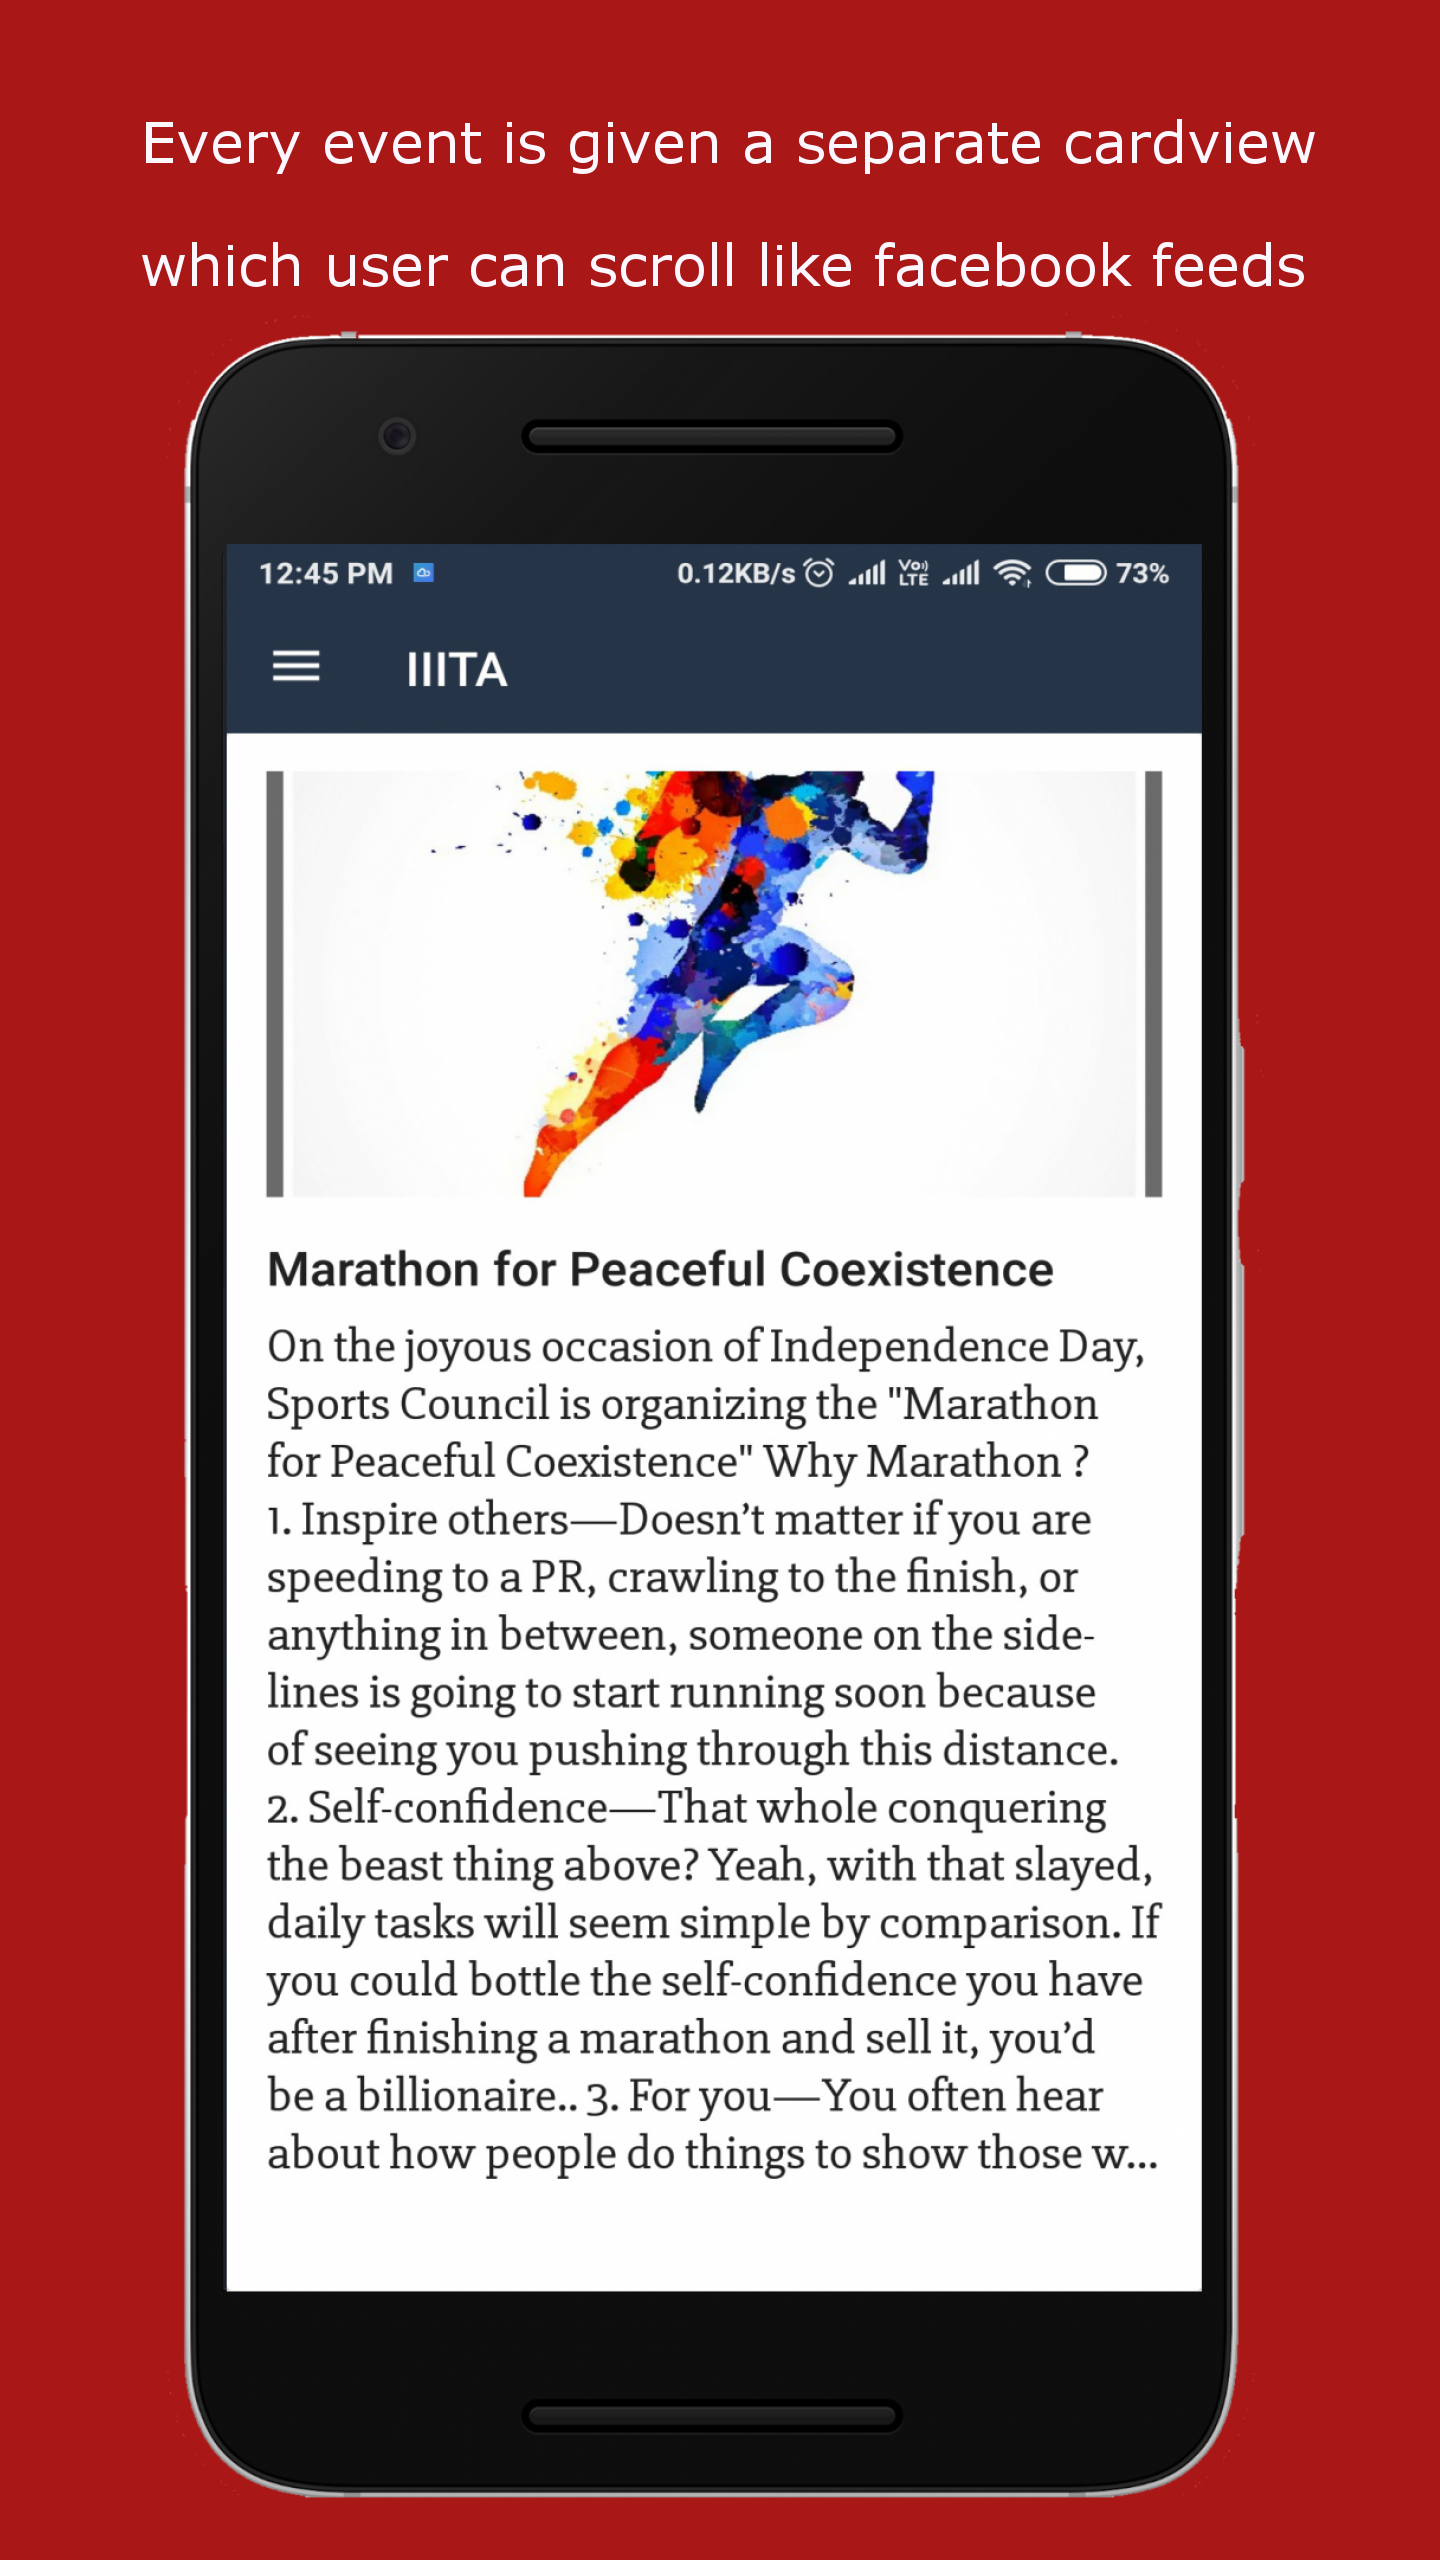 Every event is given a separate cardview
which user can scroll like facebook feeds
12:45 PM 0.12KB/s Vo)) LTE 73%
IIITA
Marathon for Peaceful Coexistence
On the joyous occasion of Independence Day,
Sports Council is organizing the "Marathon
for Peaceful Coexistence" Why Marathon ?
1. Inspire others—Doesn’t matter if you are
speeding to a PR, crawling to the finish, or
anything in between, someone on the side-
lines is going to start running soon because
of seeing you pushing through this distance.
2. Self-confidence—That whole conquering
the beast thing above? Yeah, with that slayed,
daily tasks will seem simple by comparison. If
you could bottle the self-confidence you have
after finishing a marathon and sell it, you’d
be a billionaire.. 3. For you—You often hear
about how people do things to show those w...